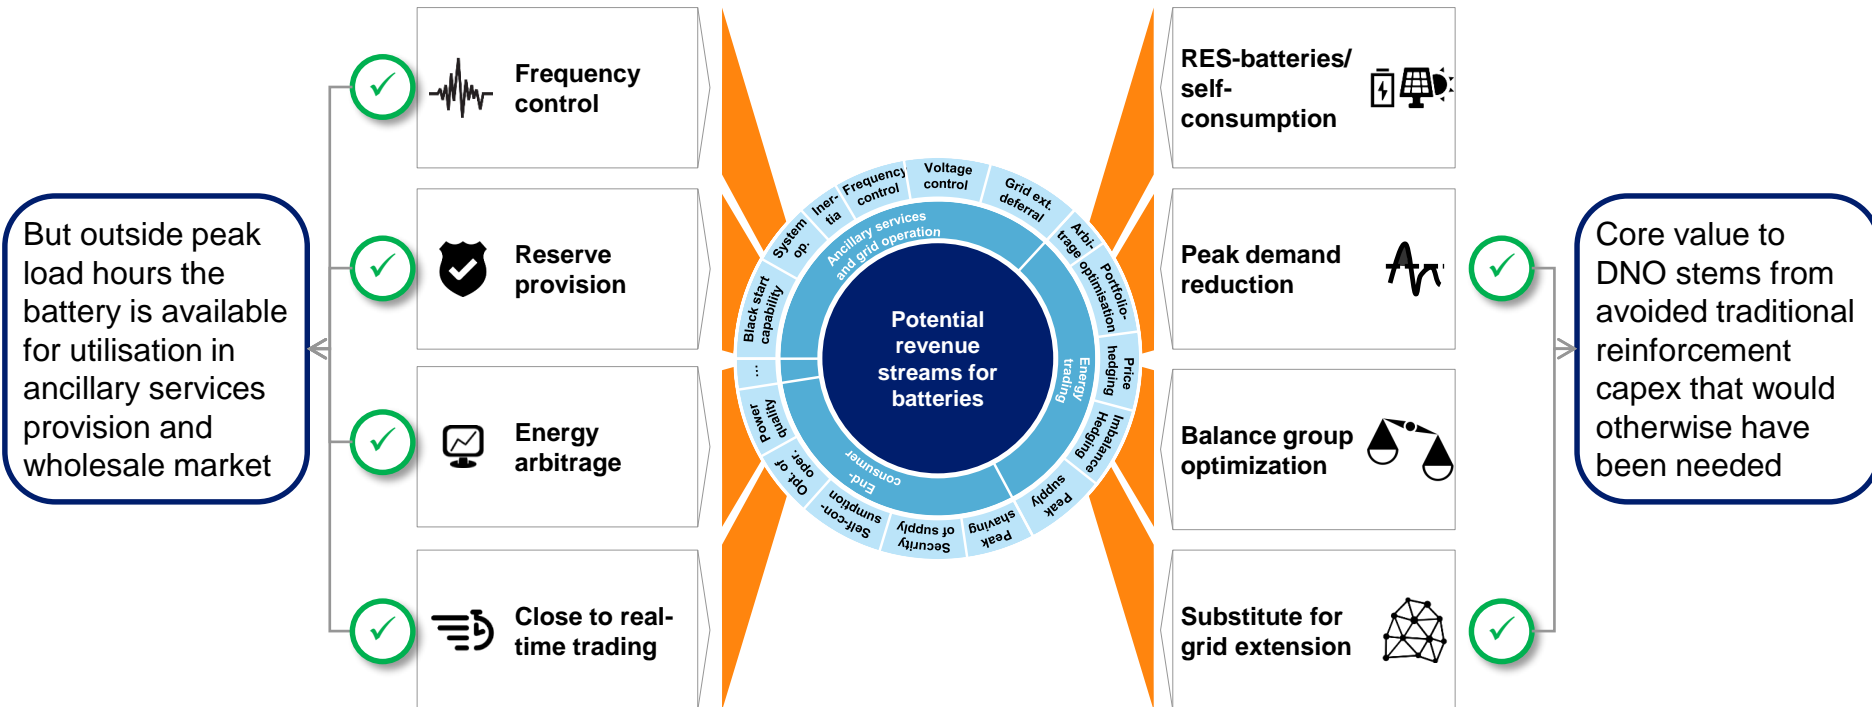 But outside peak
load hours the
battery is available
for utilisation in
ancillary services
provision and
wholesale market
Frequency
control
Reserve
provision
Energy
arbitrage
Close to real-
time trading
Potential
revenue
streams for
batteries
Ancillary services
and grid operation
Energy
trading
End-
consumer
...
Black start
capability
System
op.
Iner-
tia
Frequency
control
Voltage
control
Grid ext.
deferral
Arbi-
trage
Portfolio-
optimisation
Price
hedging
Imbalance
Hedging
Peak
supply
Peak
shaving
Security
of supply
Self-con-
sumption
Opt. of
oper.
Power
quality
RES-batteries/
self-
consumption
Peak demand
reduction
Balance group
optimization
Substitute for
grid extension
Core value to
DNO stems from
avoided traditional
reinforcement
capex that would
otherwise have
been needed